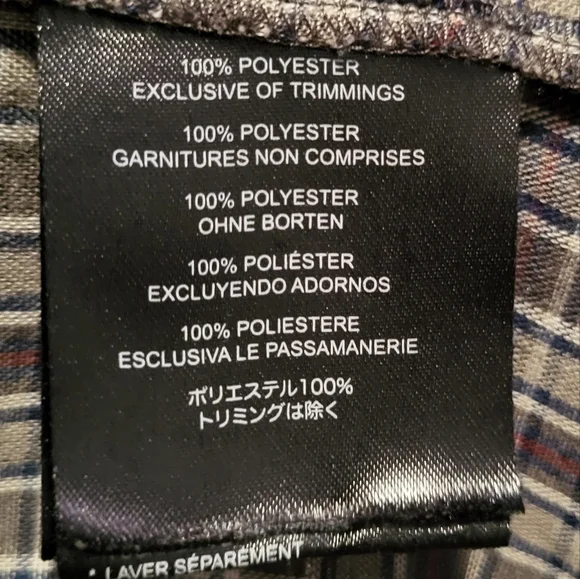 100% POLYESTER
EXCLUSIVE OF TRIMMINGS
100% POLYESTER
GARNITURES NON COMPRISES
100% POLYESTER
OHNE BORTEN
100% POLIÉSTER
EXCLUYENDO ADORNOS
100% POLIESTERE
ESCLUSIVA LE PASSAMANERIE
ポリエステル100%
トリミングは除く
* LAVER SÉPARÉMENT